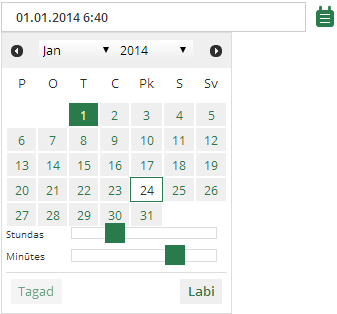 01.01.2014 6:40
Jan 2014
P O T C Pk S Sv
1 2 3 4 5
6 7 8 9 10 11 12
13 14 15 16 17 18 19
20 21 22 23 24 25 26
27 28 29 30 31
Stundas
Minūtes
Tagad Labi